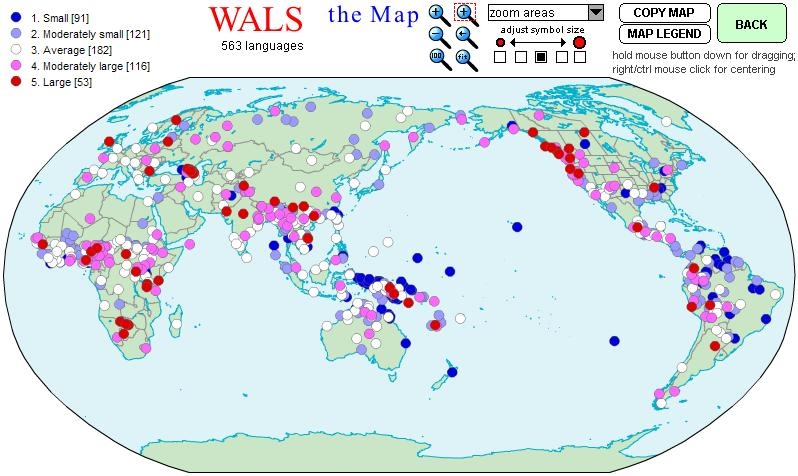 1. Small [91]
2. Moderately small [121]
3. Average [182]
4. Moderately large [116]
5. Large [53]
WALS the Map
563 languages
100
fit
zoom areas
adjust symbol size
COPY MAP
MAP LEGEND
BACK
hold mouse button down for dragging;
right/ctrl mouse click for centering